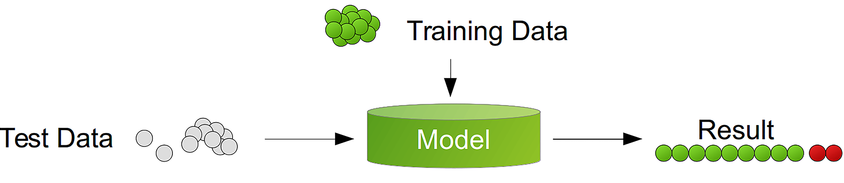 Training Data
Test Data
Model
Result